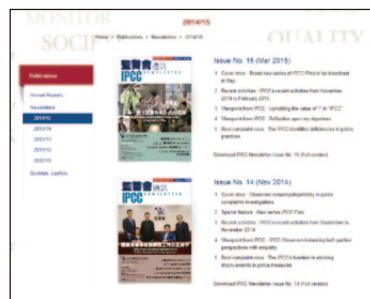 MONITOR
SOCI
QUALITY
2014/15
Home > Publications > Newsletters > 2014/15
Publication
Annual Reports
Newsletters
2014/15
2013/14
2012/13
2011/12
2010/11
Booklets, Leaflets
監警會通訊
IPCC NEWSLETTER
Issue No. 15 (Mar 2015)
1 Cover story - Brand new series of IPCC Files to be broadcast in May
2 Recent activities - IPCC's recent activities from November 2014 to February 2015
3 Viewpoint from IPCC - Upholding the value of "I" in "IPCC"
4 Viewpoint from IPCC - Reflection upon my departure
5 Real complaint case - The IPCC identifies deficiencies in police practices
Download IPCC Newsletter Issue No. 15 (Full version)
監警會通訊
IPCC NEWSLETTER
Issue No. 14 (Nov 2014)
1 Cover story - Observers ensuring impartiality in police complaints investigations
2 Special feature - New series IPCC Files
3 Recent activities - IPCC's recent activities from September to November 2014
4 Viewpoint from IPCC - IPCC Observers balancing both parties' perspectives with empathy
5 Real complaint case - The IPCC's function in advising improvements in police measures
Download IPCC Newsletter Issue No. 14 (Full version)